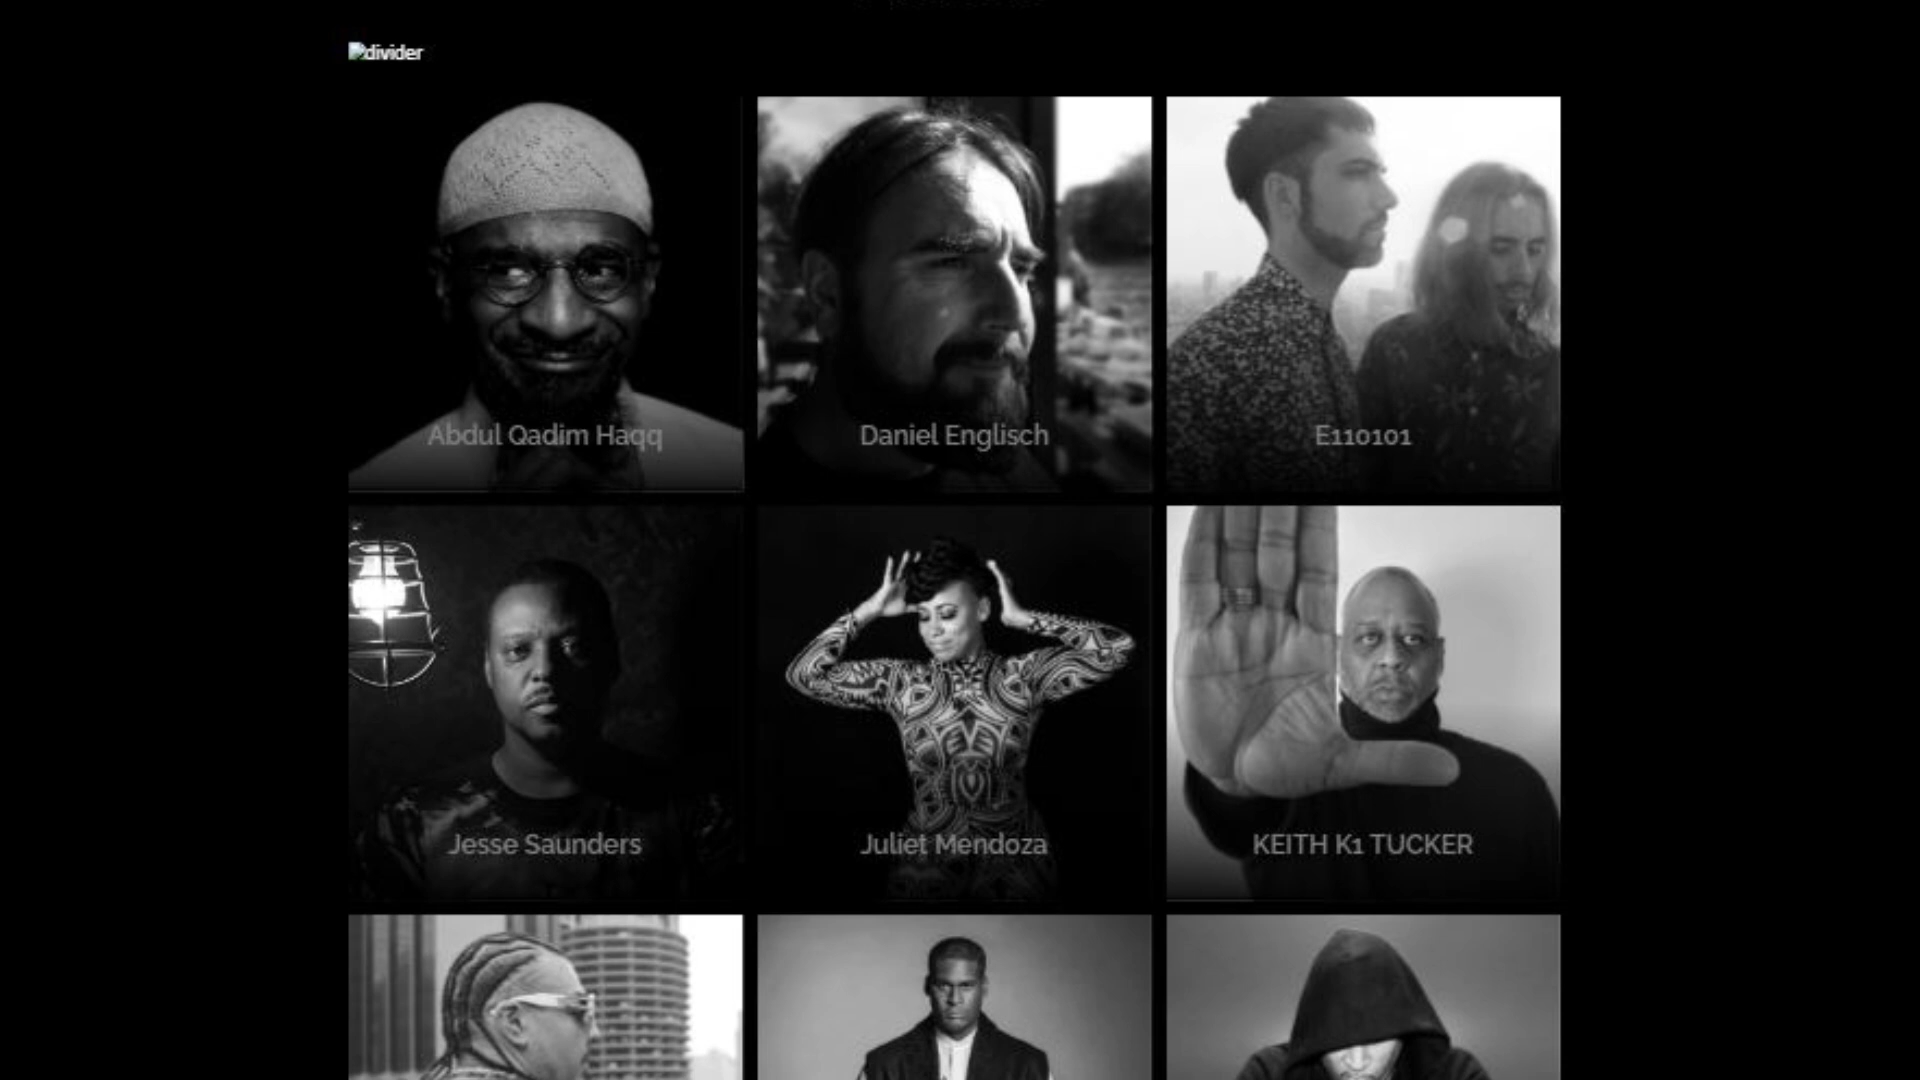 divider
Abdul Qadim Haqq
Daniel Englisch
E110101
Jesse Saunders
Juliet Mendoza
KEITH K1 TUCKER